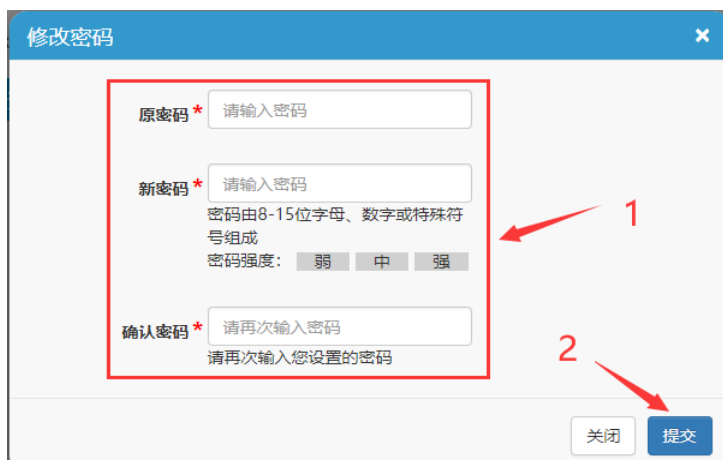 修改密码 ×
原密码* 请输入密码
新密码* 请输入密码
密码由8-15位字母、数字或特殊符
号组成
密码强度： 弱 中 强
1
确认密码* 请再次输入密码
请再次输入您设置的密码
2
关闭 提交